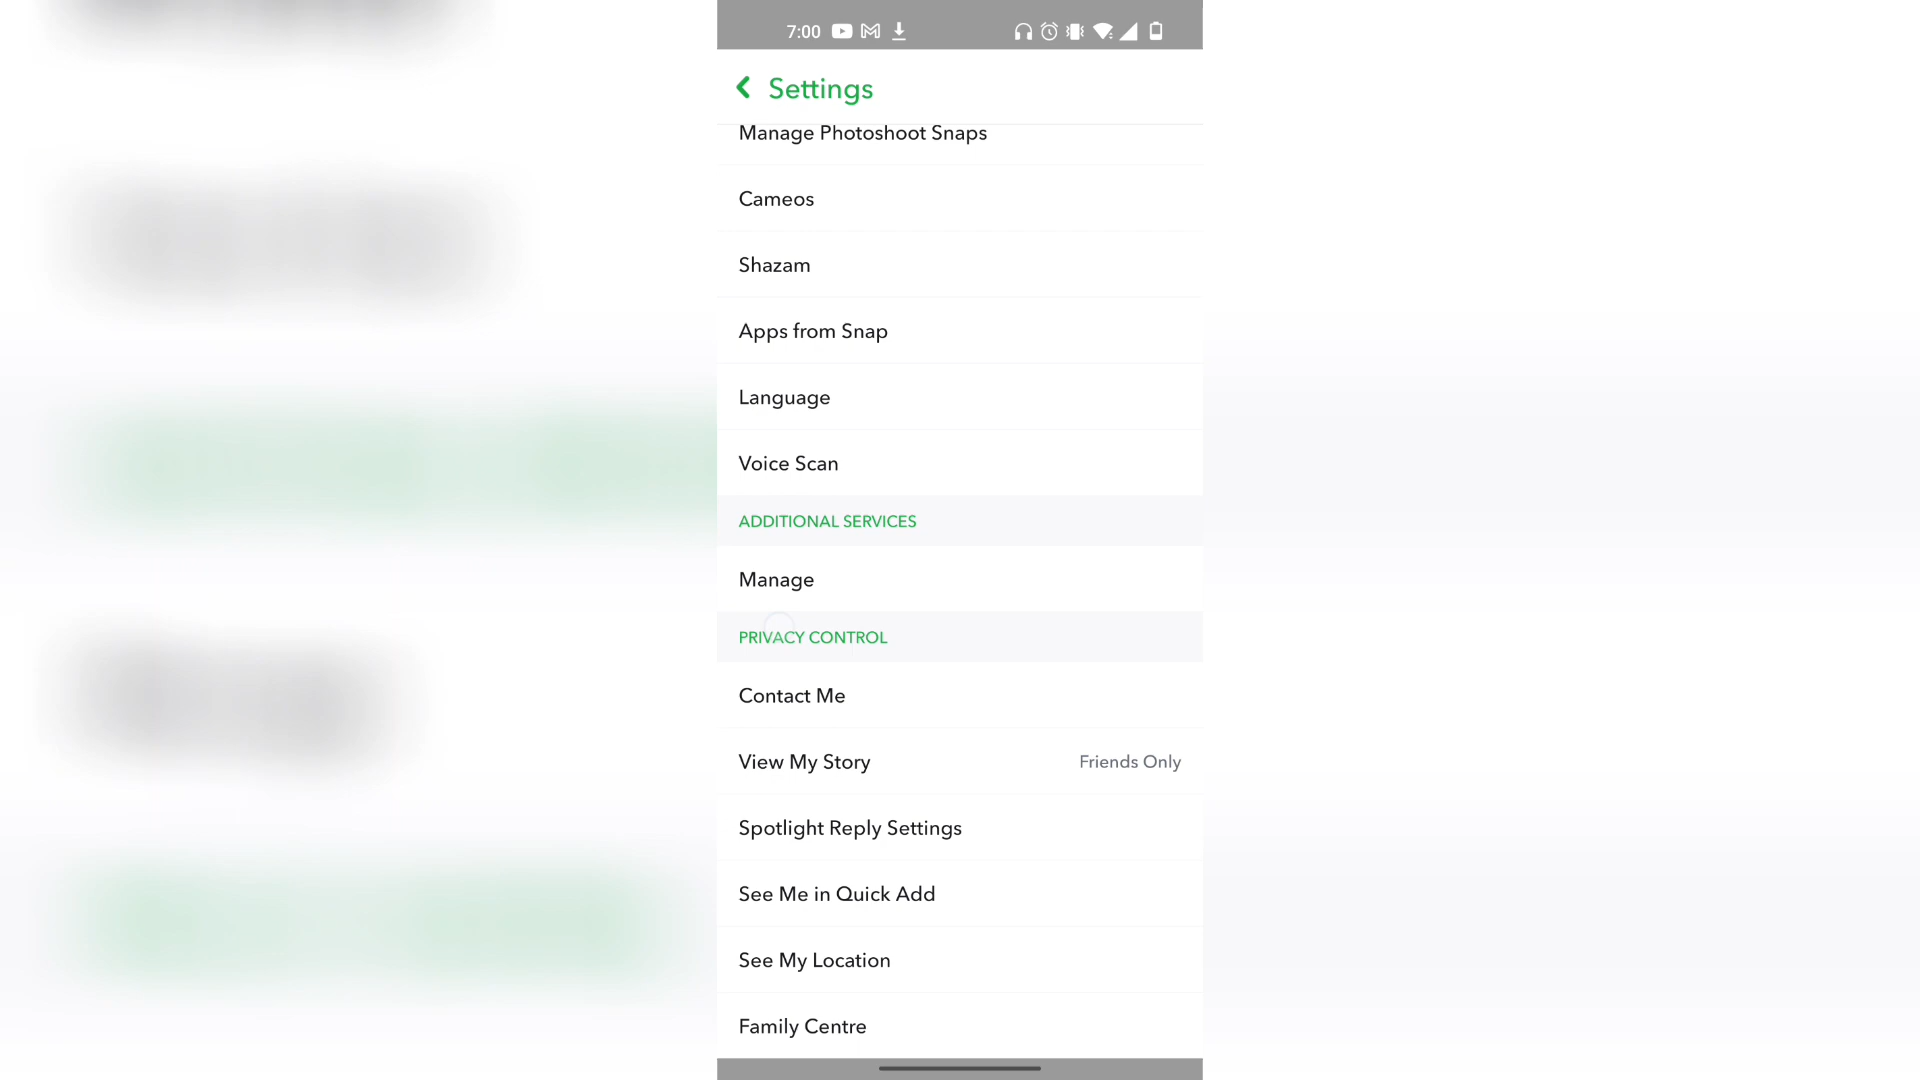 7:00
Settings
Manage Photoshoot Snaps
Cameos
Shazam
Apps from Snap
Language
Voice Scan
ADDITIONAL SERVICES
Manage
PRIVACY CONTROL
Contact Me
View My Story Friends Only
Spotlight Reply Settings
See Me in Quick Add
See My Location
Family Centre